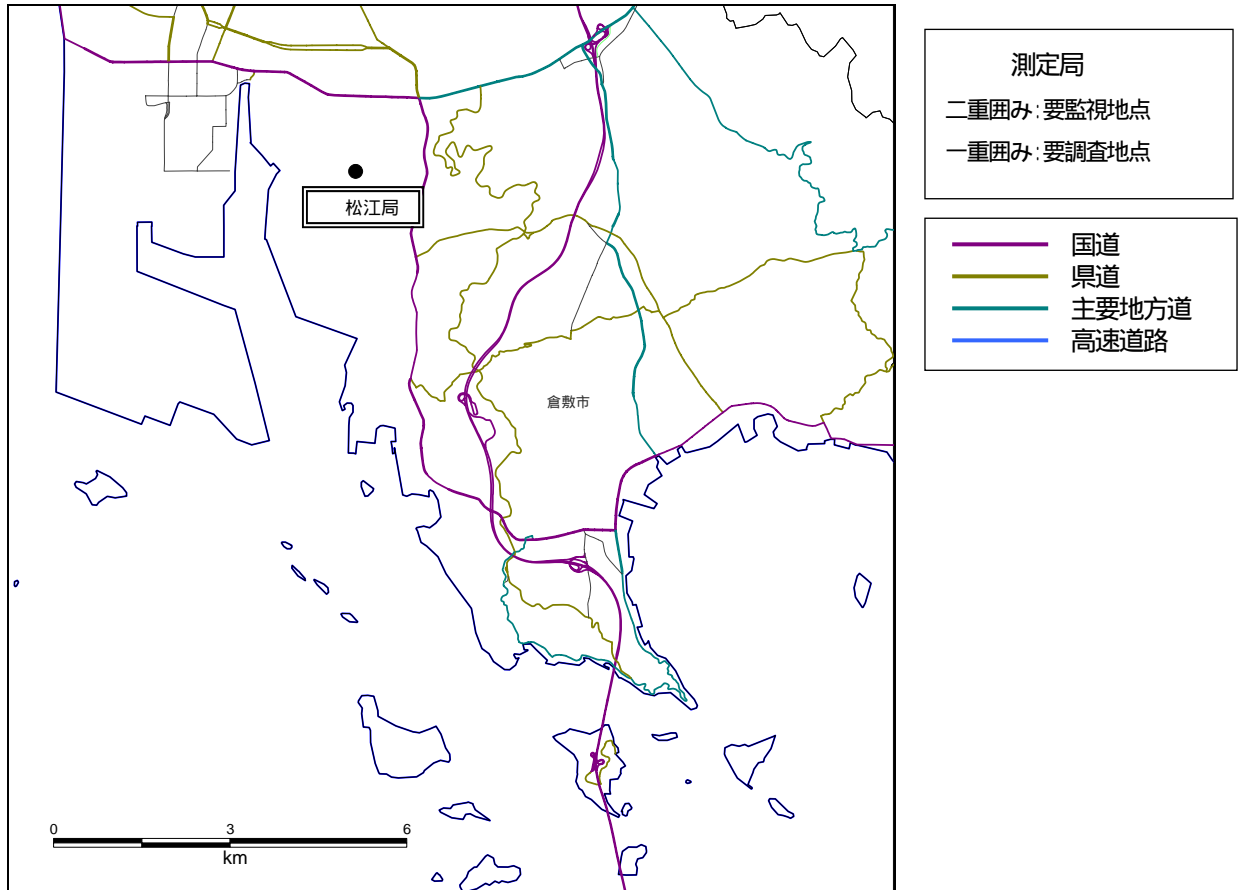 松江局
倉敷市
0 3 6
km
測定局
二重囲み:要監視地点
一重囲み:要調査地点
国道
県道
主要地方道
高速道路